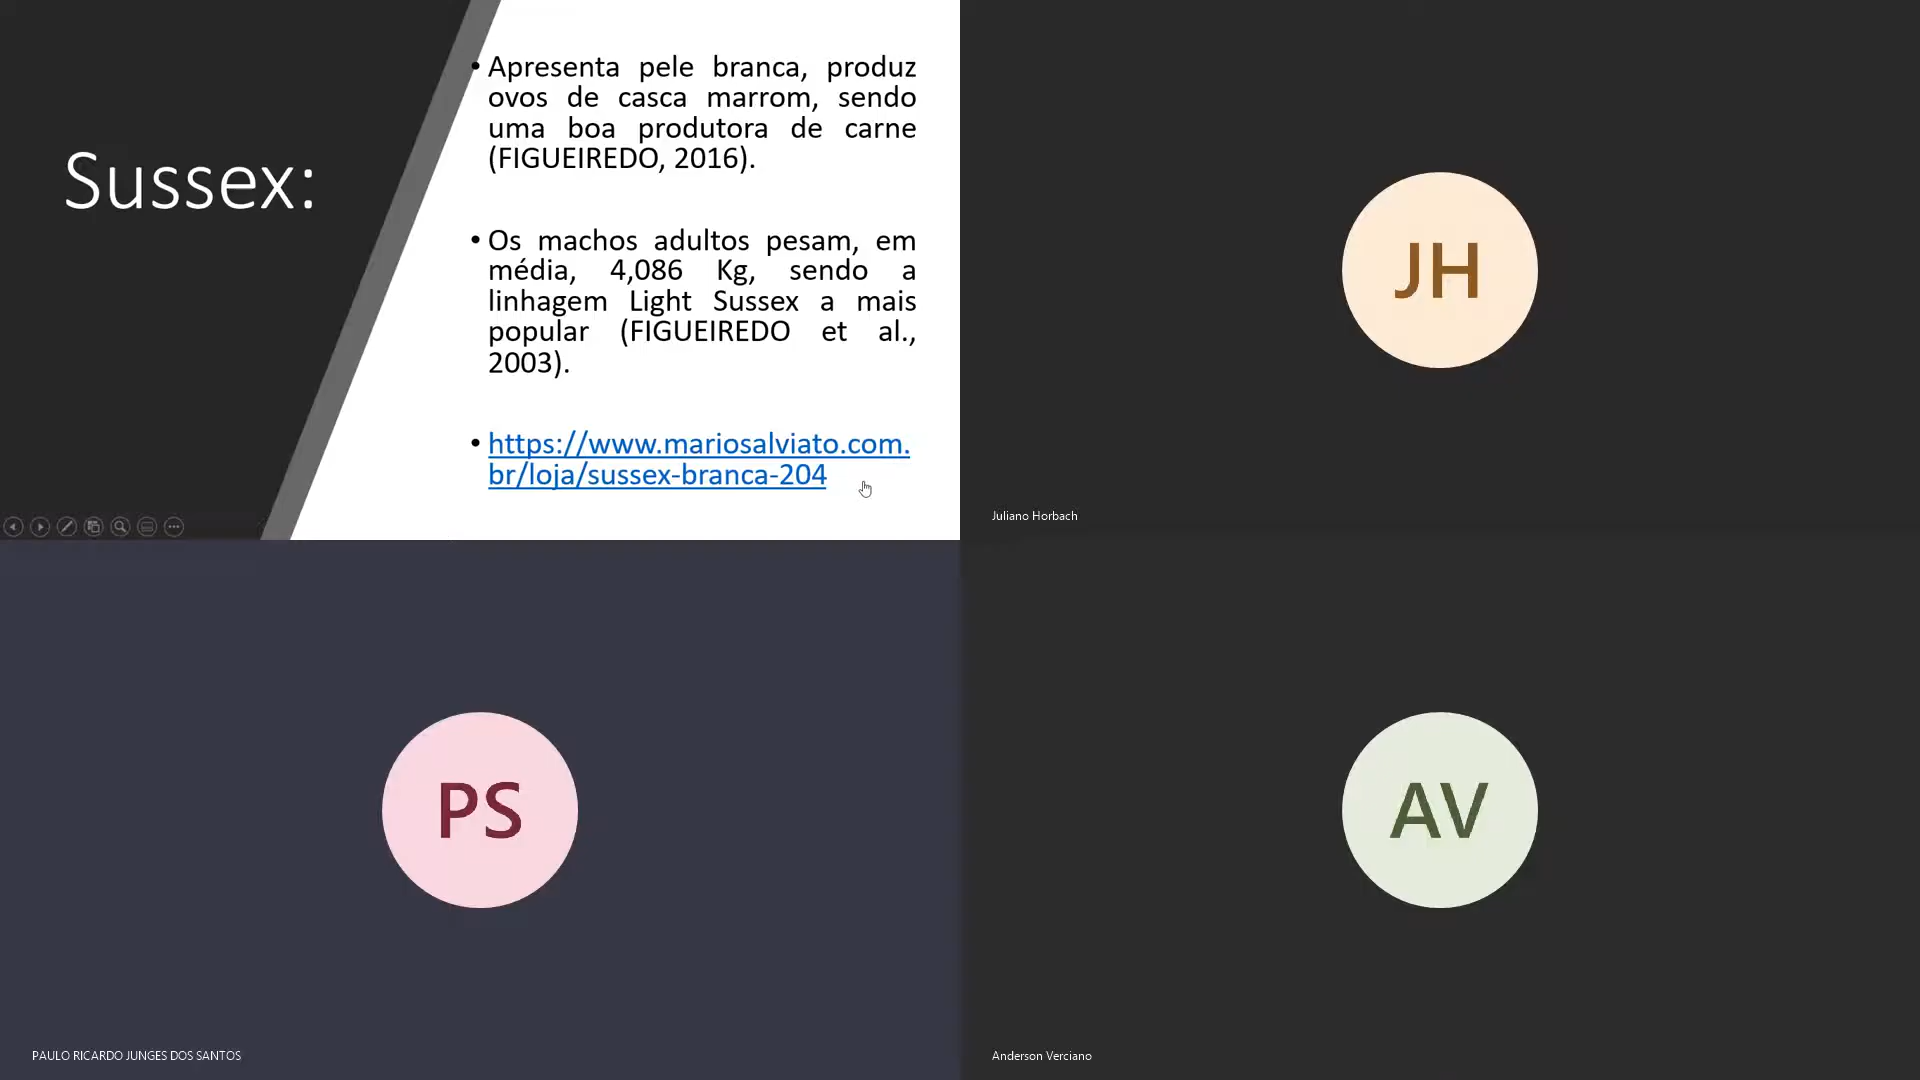 Sussex:
• Apresenta pele branca, produz
ovos de casca marrom, sendo
uma boa produtora de carne
(FIGUEIREDO, 2016).
• Os machos adultos pesam, em
média, 4,086 Kg, sendo a
linhagem Light Sussex a mais
popular (FIGUEIREDO et al.,
2003).
• https://www.mariosalviato.com.
br/loja/sussex-branca-204
JH
Juliano Horbach
PS
PAULO RICARDO JUNGES DOS SANTOS
AV
Anderson Verciano